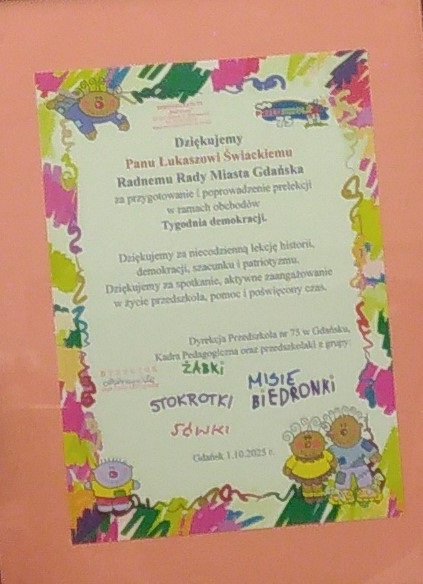 Dziękujemy
Panu Łukaszowi Świackiemu
Radnemu Rady Miasta Gdańska
za przygotowanie i poprowadzenie prelekcji
w ramach obchodów
Tygodnia demokracji.
Dziękujemy za niecodzienną lekcję historii,
demokracji, szacunku i patriotyzmu.
Dziękujemy za spotkanie, aktywne zaangażowanie
w życie przedszkola, pomoc i poświęcony czas.
Dyrekcja Przedszkola nr 75 w Gdańsku,
Kadra Pedagogiczna oraz przedszkolaki z grupy:
ŻABKI
MISIE
STOKROTKI BIEDRONKI
SÓWKI
Gdańsk 1.10.2025 r.